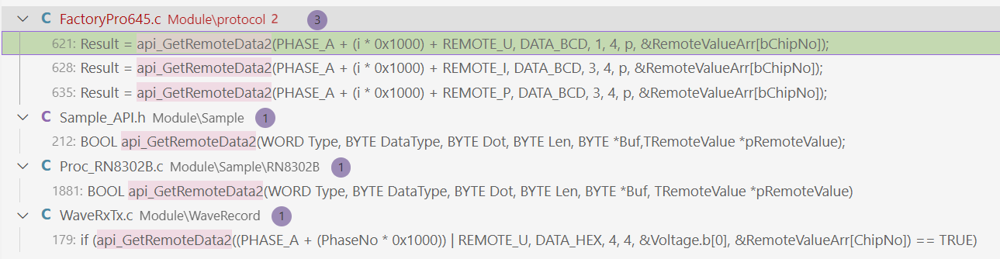 FactoryPro645.c Module\protocol 2 3
621: Result = api_GetRemoteData2(PHASE_A + (i * 0x1000) + REMOTE_U, DATA_BCD, 1, 4, p, &RemoteValueArr[bChipNo]);
628: Result = api_GetRemoteData2(PHASE_A + (i * 0x1000) + REMOTE_I, DATA_BCD, 3, 4, p, &RemoteValueArr[bChipNo]);
635: Result = api_GetRemoteData2(PHASE_A + (i * 0x1000) + REMOTE_P, DATA_BCD, 3, 4, p, &RemoteValueArr[bChipNo]);
C Sample_API.h Module\Sample 1
212: BOOL api_GetRemoteData2(WORD Type, BYTE DataType, BYTE Dot, BYTE Len, BYTE *Buf,TRemoteValue *pRemoteValue);
C Proc_RN8302B.c Module\Sample\RN8302B 1
1881: BOOL api_GetRemoteData2(WORD Type, BYTE DataType, BYTE Dot, BYTE Len, BYTE *Buf, TRemoteValue *pRemoteValue)
C WaveRxTx.c Module\WaveRecord 1
179: if (api_GetRemoteData2((PHASE_A + (PhaseNo * 0x1000)) | REMOTE_U, DATA_HEX, 4, 4, &Voltage.b[0], &RemoteValueArr[ChipNo]) == TRUE)